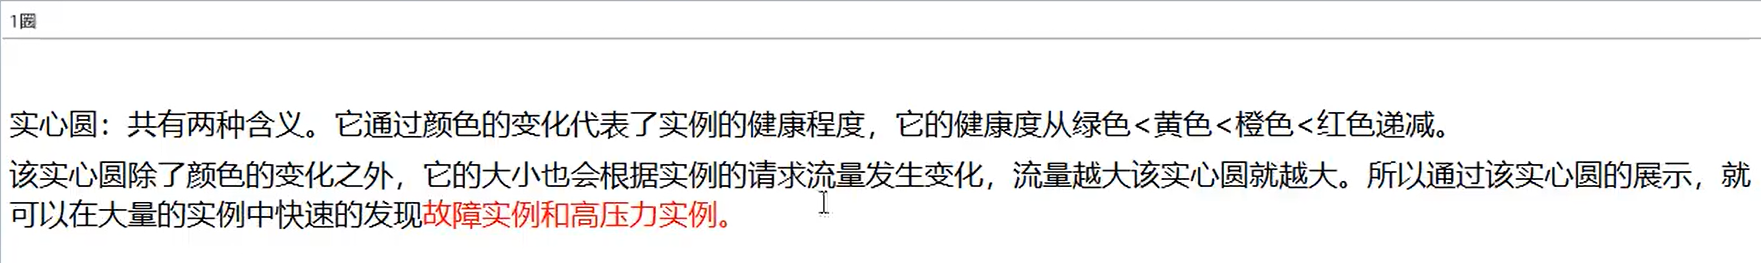 1圈
实心圆：共有两种含义。它通过颜色的变化代表了实例的健康程度，它的健康度从绿色<黄色<橙色<红色递减。
该实心圆除了颜色的变化之外，它的大小也会根据实例的请求流量发生变化，流量越大该实心圆就越大。所以通过该实心圆的展示，就
可以在大量的实例中快速的发现故障实例和高压力实例。